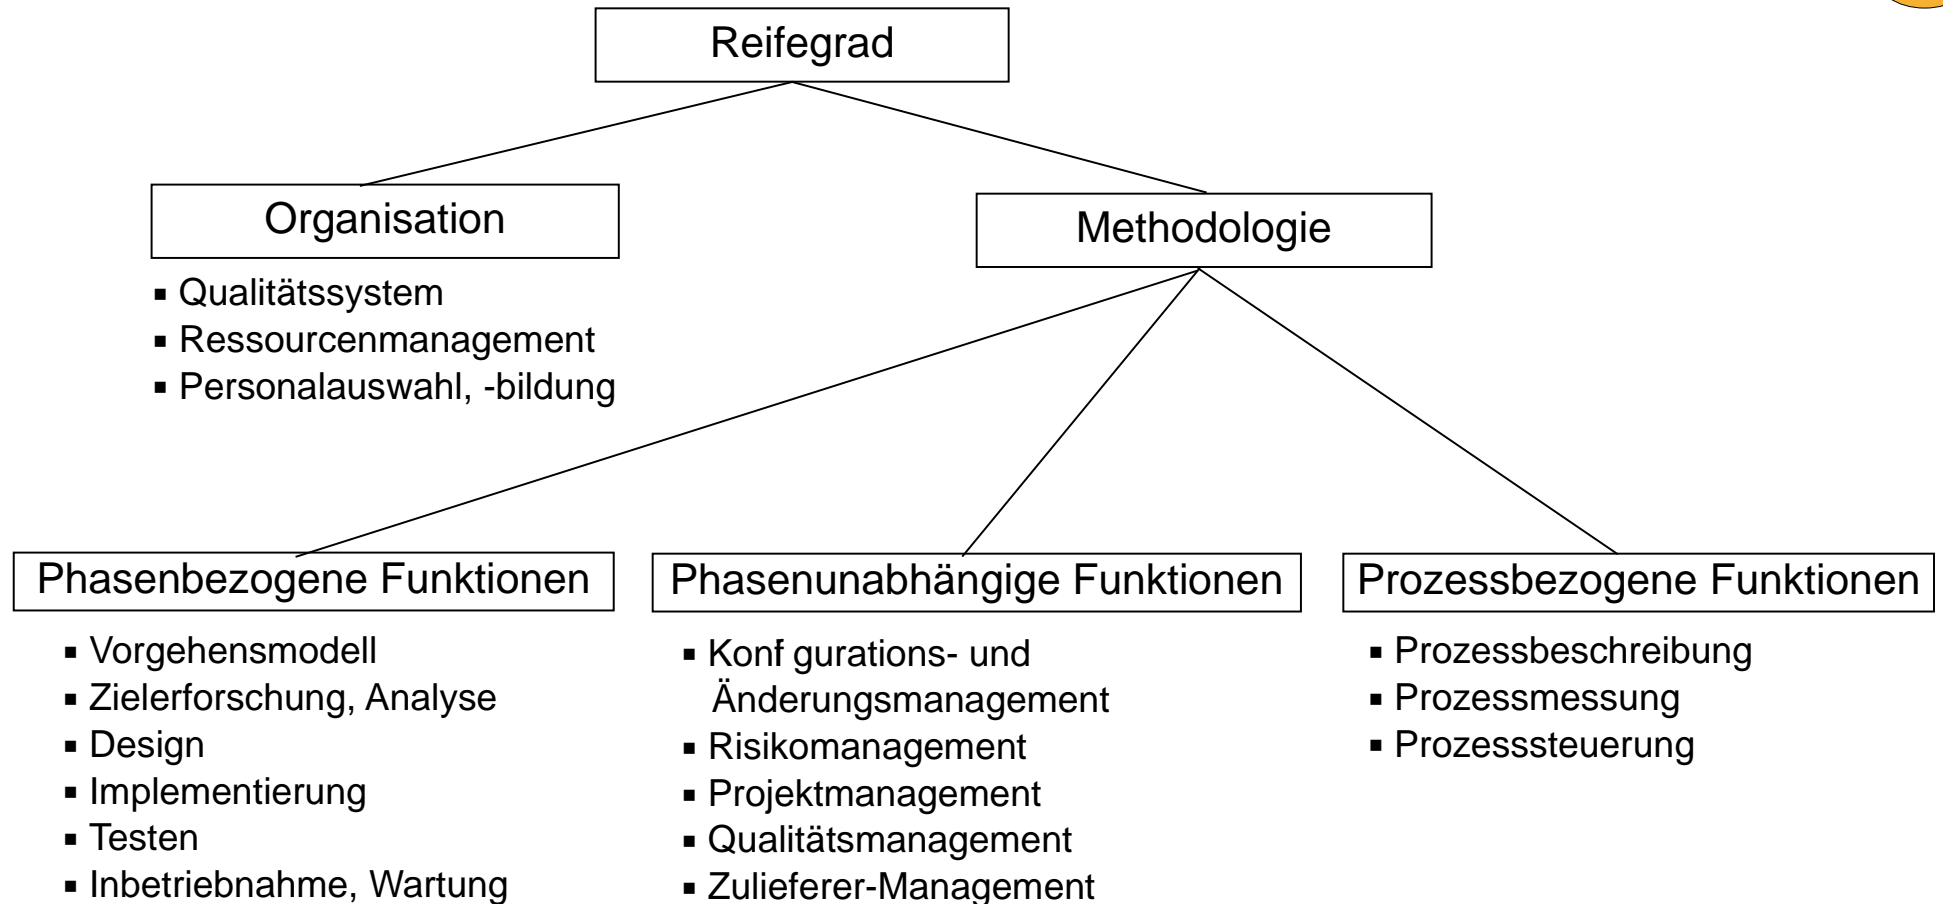 Reifegrad
Organisation
Methodologie
▪ Qualitätssystem
▪ Ressourcenmanagement
▪ Personalauswahl, -bildung
Phasenbezogene Funktionen
▪ Vorgehensmodell
▪ Zielerforschung, Analyse
▪ Design
▪ Implementierung
▪ Testen
▪ Inbetriebnahme, Wartung
Phasenunabhängige Funktionen
▪ Konf gurations- und
Änderungsmanagement
▪ Risikomanagement
▪ Projektmanagement
▪ Qualitätsmanagement
▪ Zulieferer-Management
Prozessbezogene Funktionen
▪ Prozessbeschreibung
▪ Prozessmessung
▪ Prozesssteuerung